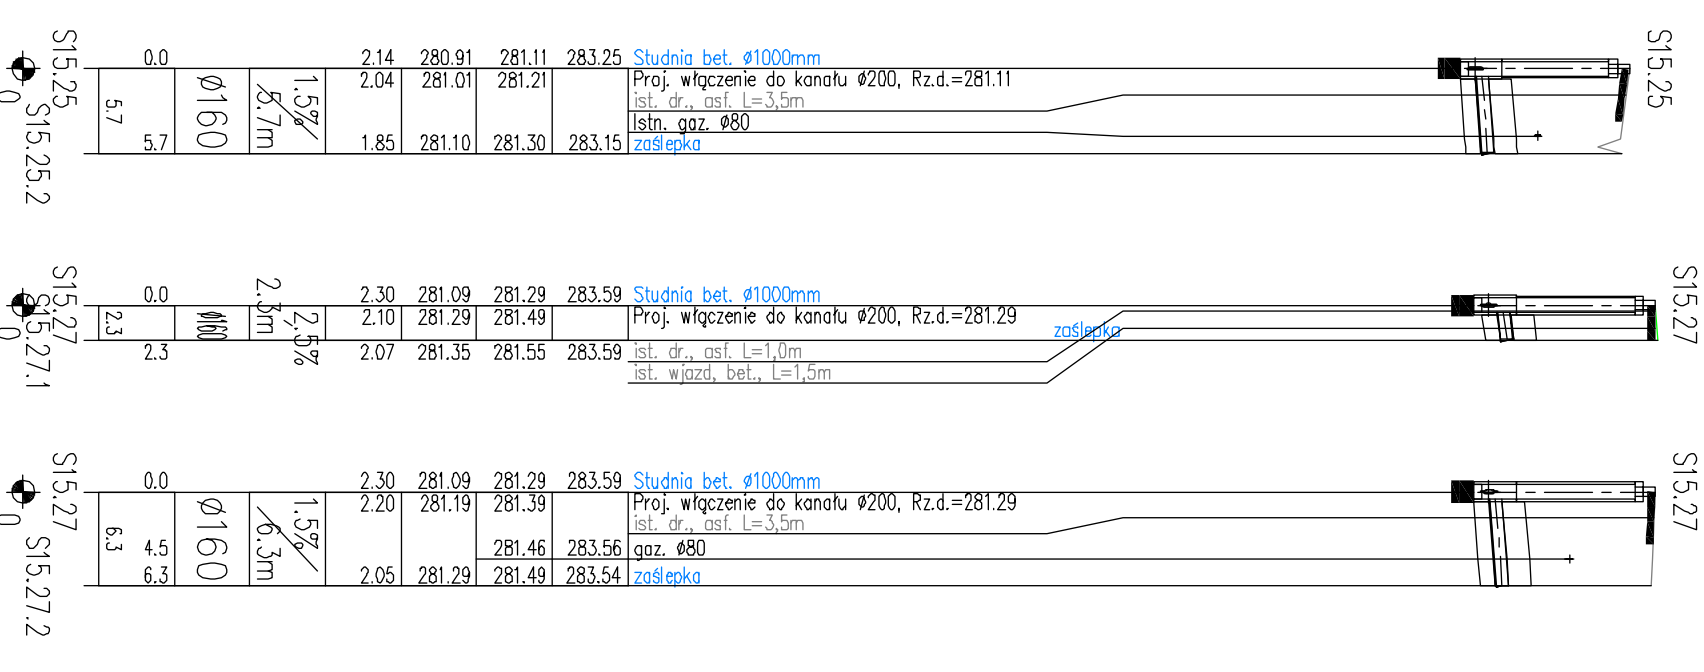 S15.25
0.0 2.14 280.91 281.11 283.25 Studnia bet. ø1000mm
2.04 281.01 281.21 Proj. włączenie do kanału ø200, Rz.d.=281.11
ist. dr., asf. L=3,5m
Istn. gaz. ø80
5.7 1.85 281.10 281.30 283.15 zaślepka
5.7
Ø160
1.5%
5.7m
S15.25.2
0
S15.25
S15.27
0.0 2.30 281.09 281.29 283.59 Studnia bet. ø1000mm
2.10 281.29 281.49 Proj. włączenie do kanału ø200, Rz.d.=281.29
zaślepka
2.3 2.07 281.35 281.55 283.59 ist. dr., asf. L=1,0m
ist. wjazd, bet., L=1,5m
2.3
ø160
2.3m
2,5%
S15.27.1
0
S15.27
S15.27
0.0 2.30 281.09 281.29 283.59 Studnia bet. ø1000mm
2.20 281.19 281.39 Proj. włączenie do kanału ø200, Rz.d.=281.29
ist. dr., asf. L=3,5m
4.5 281.46 283.56 gaz. ø80
6.3 2.05 281.29 281.49 283.54 zaślepka
6.3
Ø160
1.5%
6.3m
S15.27.2
0
S15.27